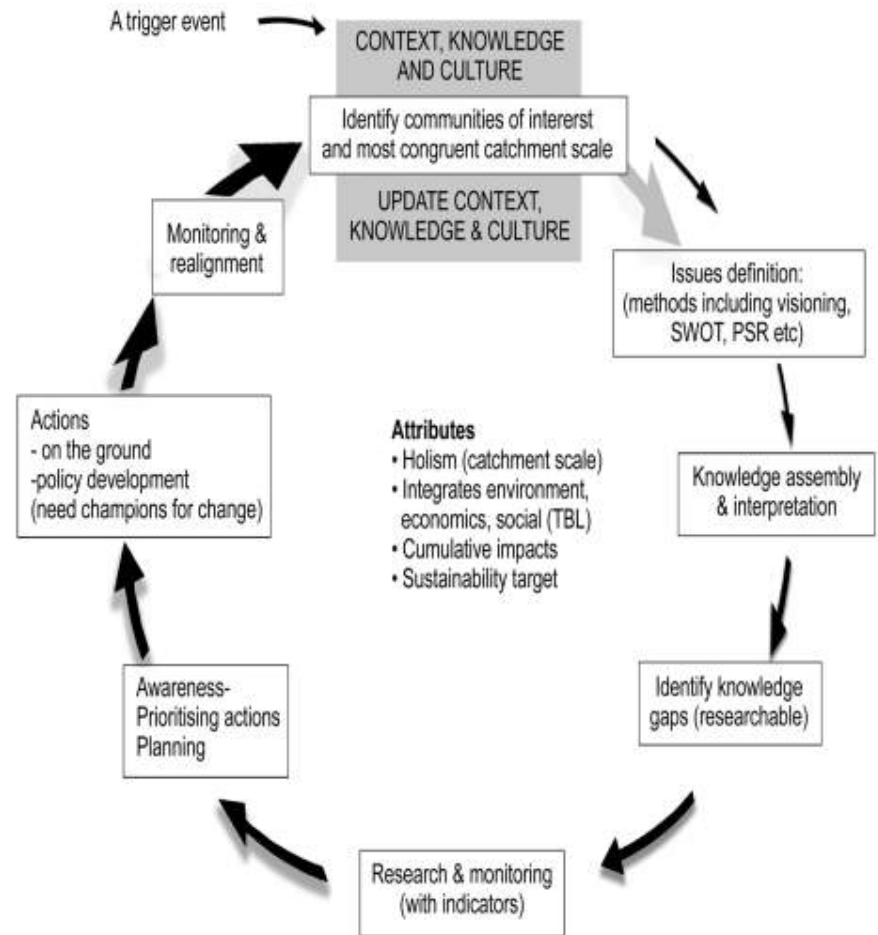 A trigger event
CONTEXT, KNOWLEDGE
AND CULTURE
Identify communities of intererst
and most congruent catchment scale
UPDATE CONTEXT,
KNOWLEDGE & CULTURE
Issues definition:
(methods including visioning,
SWOT, PSR etc)
Knowledge assembly
& interpretation
Identify knowledge
gaps (researchable)
Research & monitoring
(with indicators)
Awareness-
Prioritising actions
Planning
Actions
- on the ground
-policy development
(need champions for change)
Monitoring &
realignment
Attributes
• Holism (catchment scale)
• Integrates environment,
economics, social (TBL)
• Cumulative impacts
• Sustainability target